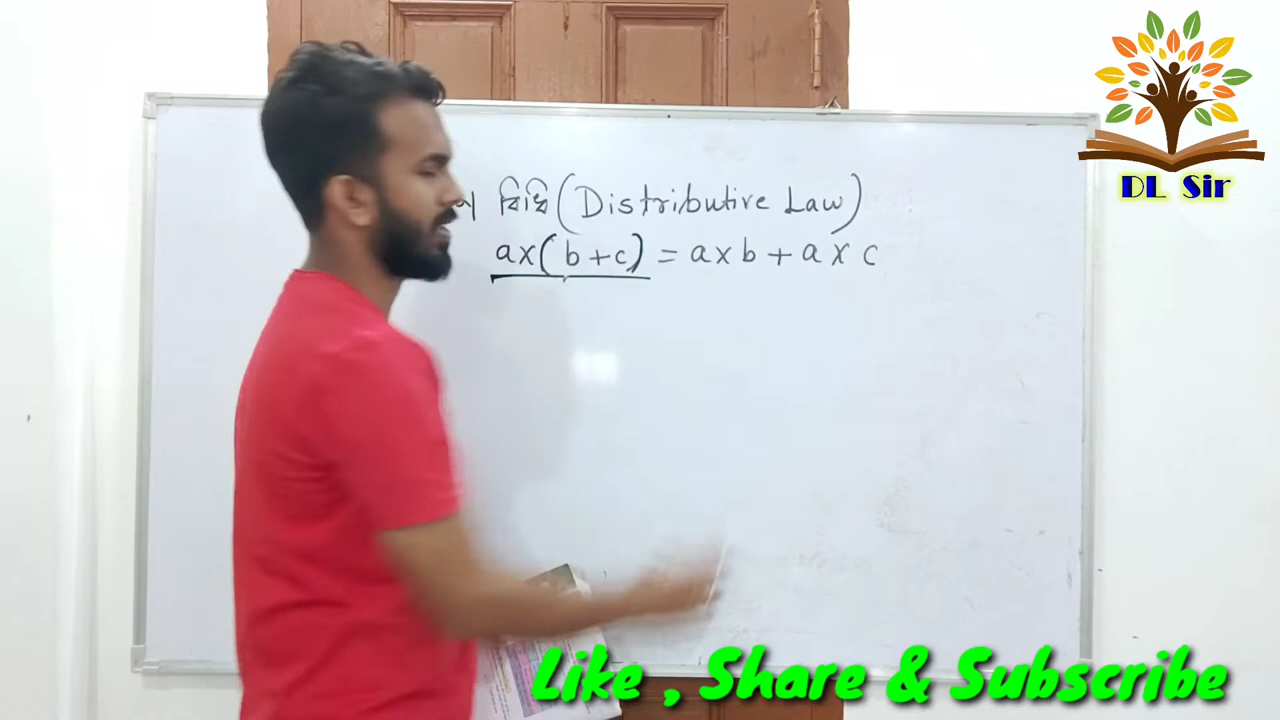 বিধি (Distributive Law)
a×(b+c) = a×b + a×c
DL Sir
Like , Share & Subscribe